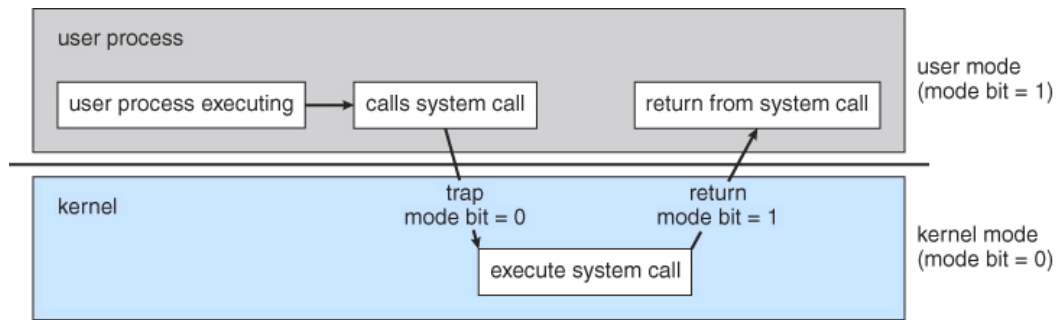 user process
user process executing
calls system call
return from system call
user mode
(mode bit = 1)
kernel
trap
mode bit = 0
return
mode bit = 1
execute system call
kernel mode
(mode bit = 0)